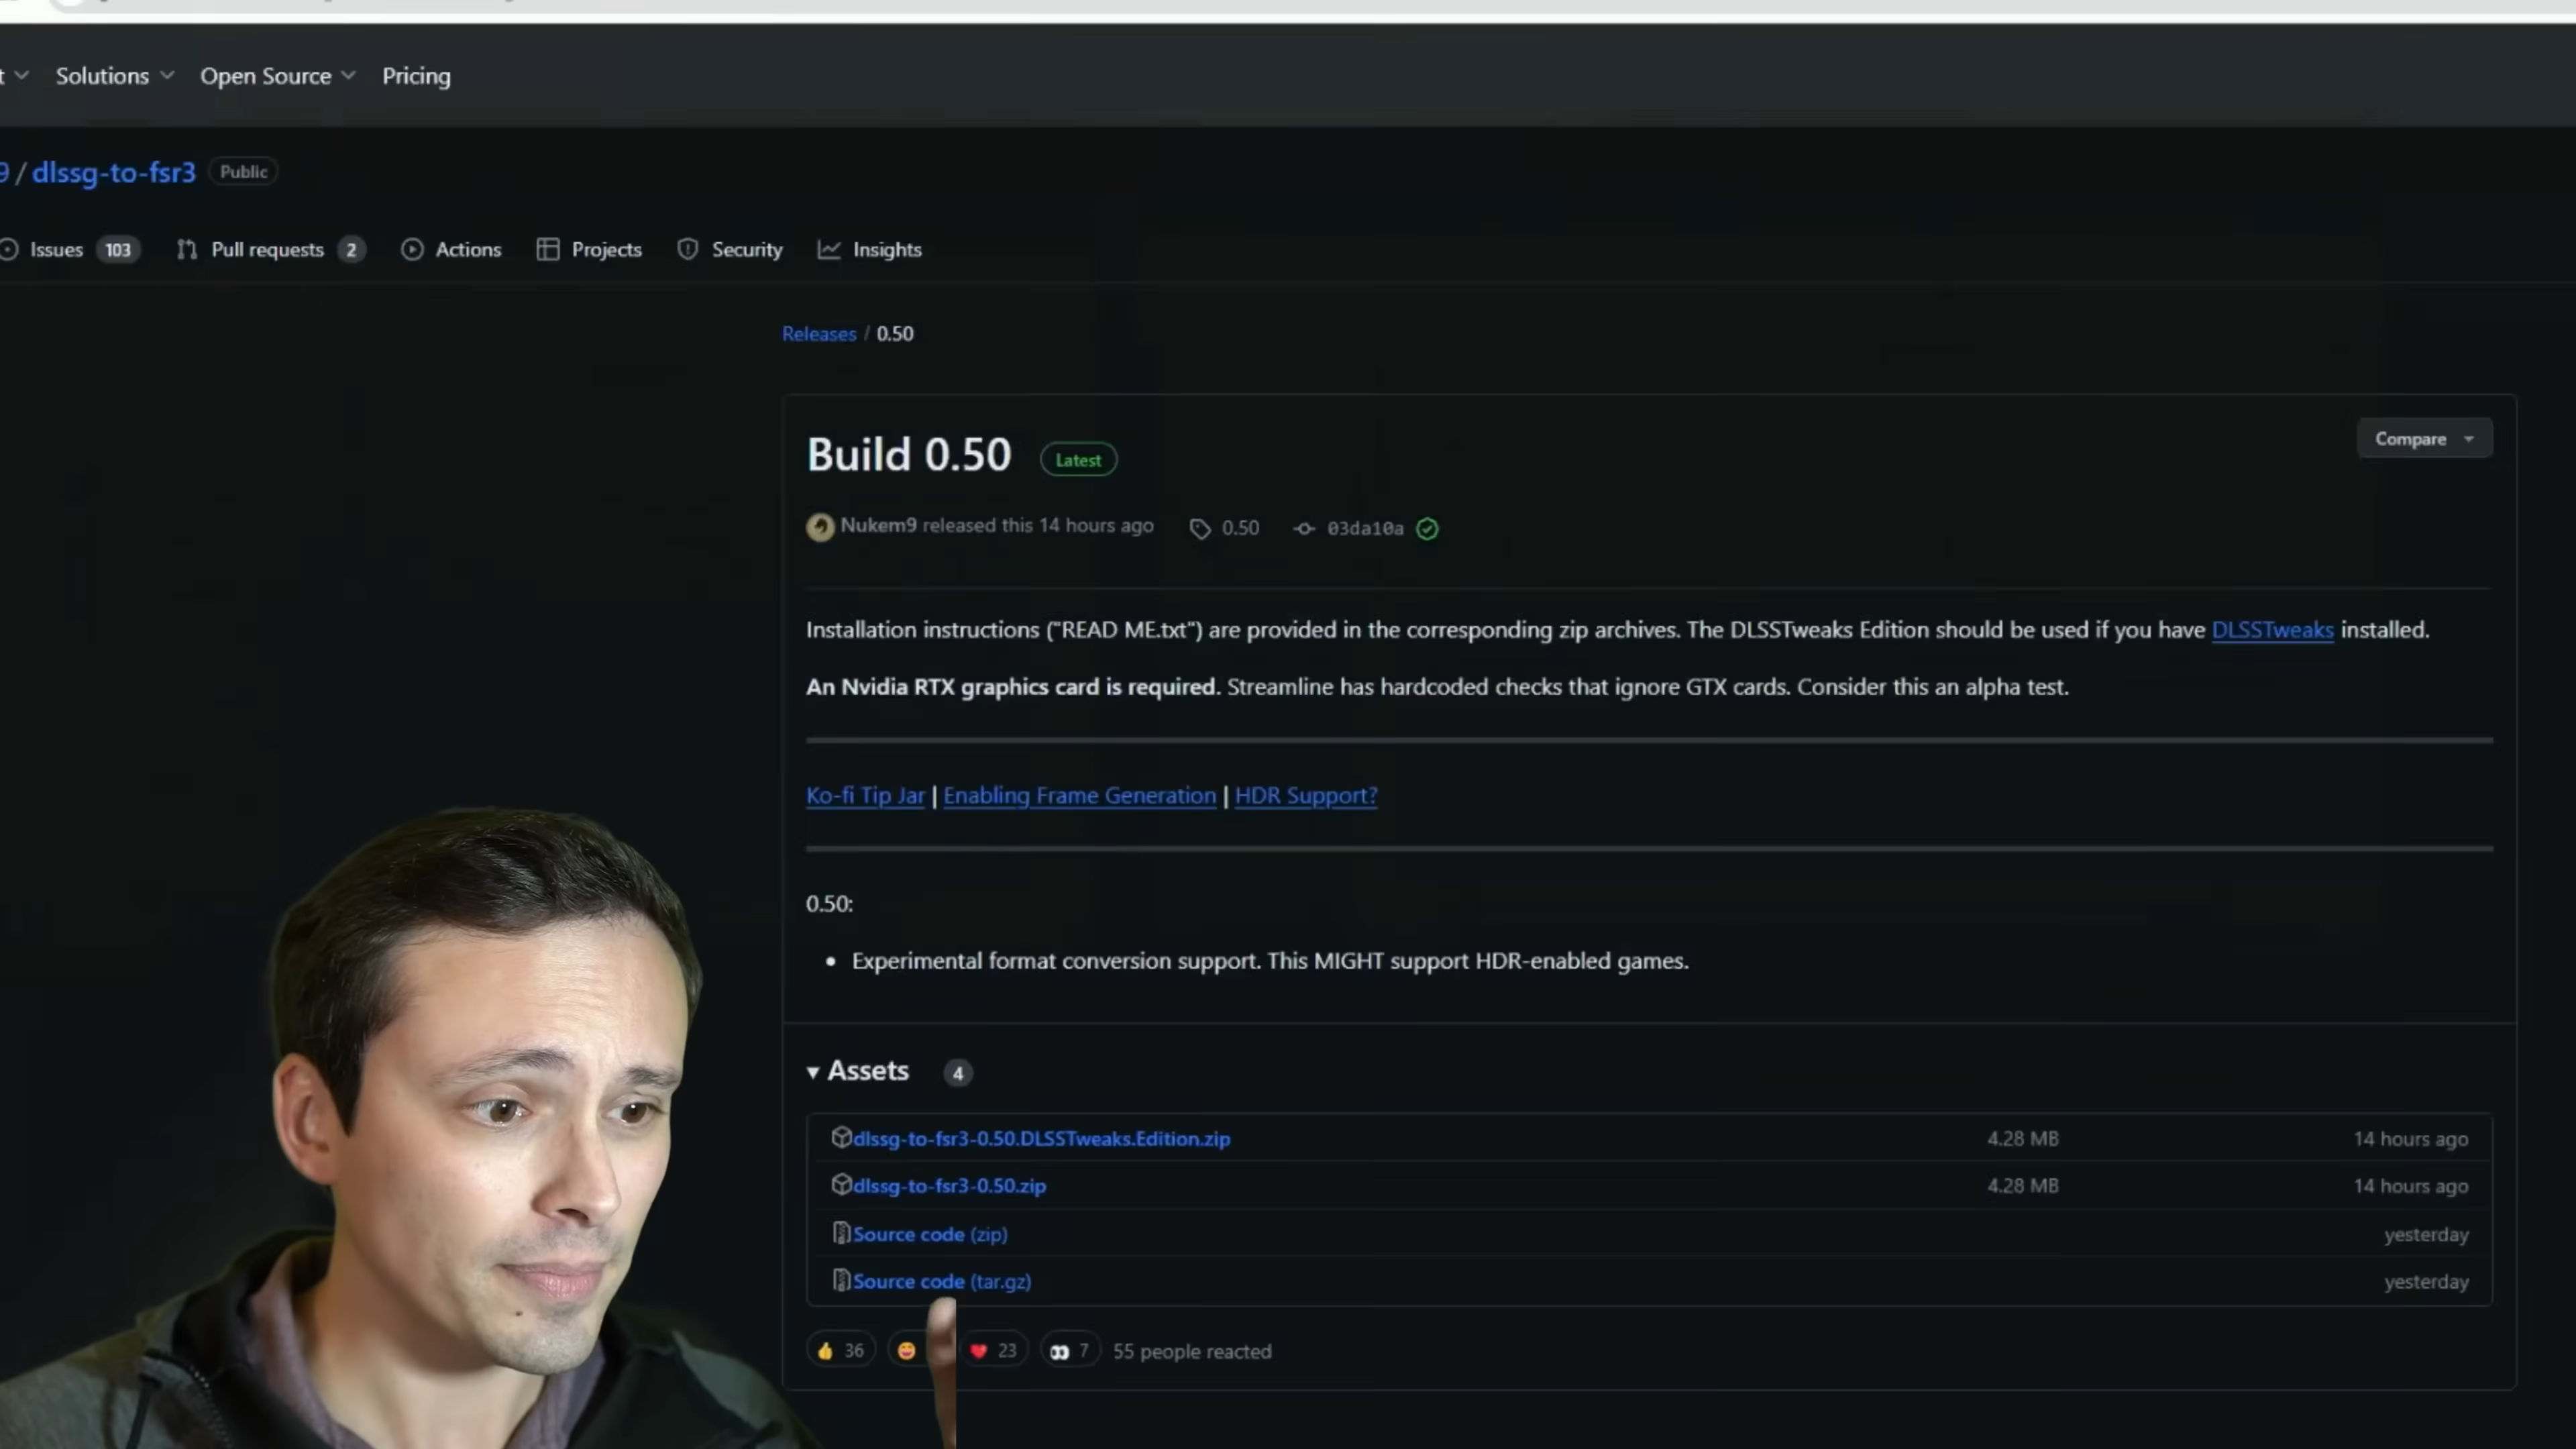 Solutions Open Source Pricing
9 / dlssg-to-fsr3 Public
Issues 103 Pull requests 2 Actions Projects Security Insights
Releases / 0.50
Build 0.50 Latest
Compare
Nukem9 released this 14 hours ago 0.50 03da10a
Installation instructions ("READ ME.txt") are provided in the corresponding zip archives. The DLSSTweaks Edition should be used if you have DLSSTweaks installed.
An Nvidia RTX graphics card is required. Streamline has hardcoded checks that ignore GTX cards. Consider this an alpha test.
Ko-fi Tip Jar | Enabling Frame Generation | HDR Support?
0.50:
• Experimental format conversion support. This MIGHT support HDR-enabled games.
Assets 4
dlssg-to-fsr3-0.50.DLSSTweaks.Edition.zip 4.28 MB 14 hours ago
dlssg-to-fsr3-0.50.zip 4.28 MB 14 hours ago
Source code (zip) yesterday
Source code (tar.gz) yesterday
36 23 7 55 people reacted